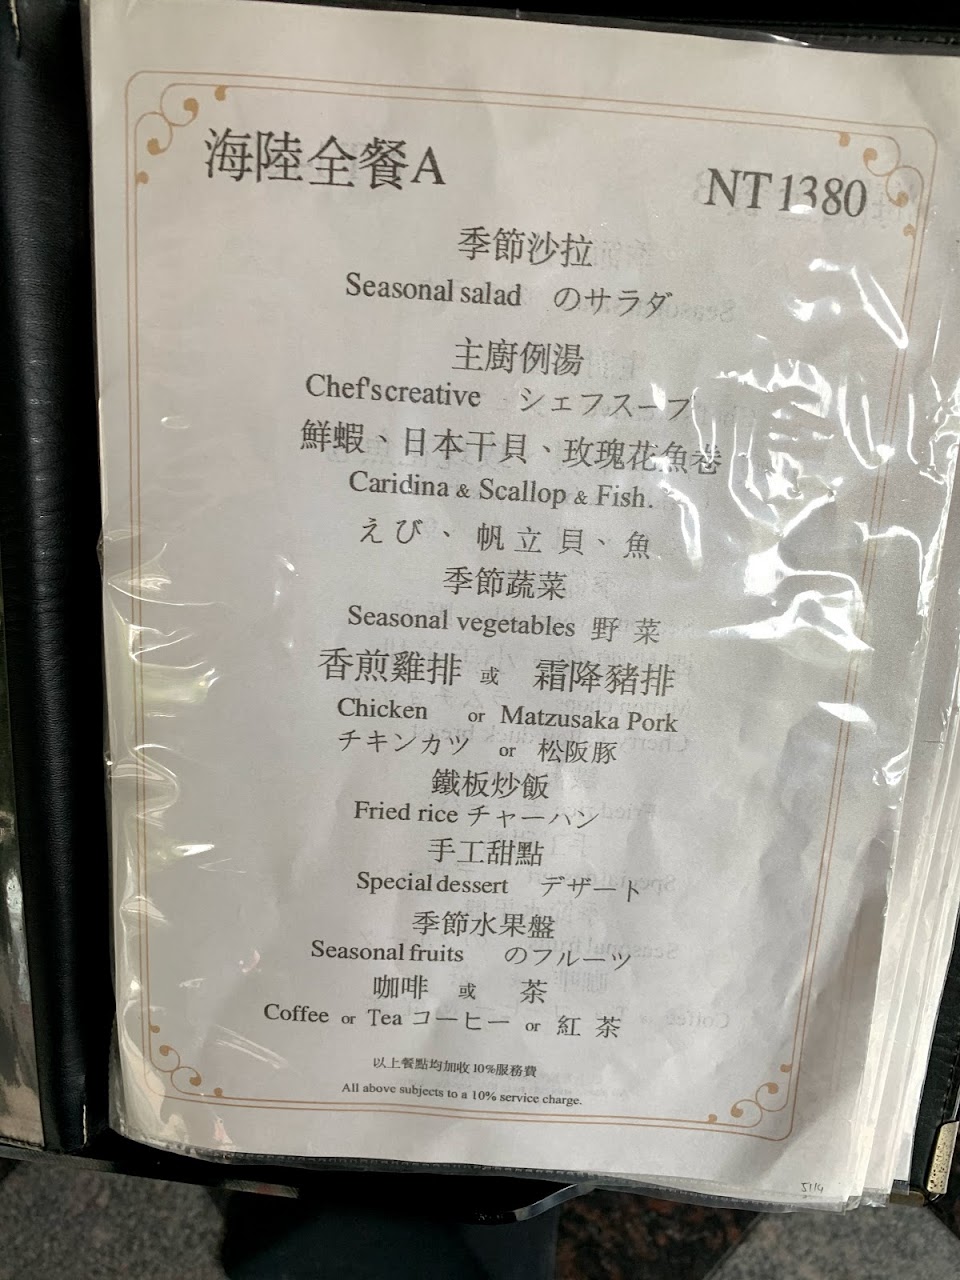 海陸全餐A
NT 1380
季節沙拉
Seasonal salad のサラダ
主廚例湯
Chef's creative シェフスープ
鮮蝦、日本干貝、玫瑰花魚卷
Caridina & Scallop & Fish.
えび、帆立貝、魚
季節蔬菜
Seasonal vegetables 野菜
香煎雞排 或 霜降豬排
Chicken or Matzusaka Pork
チキンカツ or 松阪豚
鐵板炒飯
Fried rice チャーハン
手工甜點
Special dessert デザート
季節水果盤
Seasonal fruits のフルーツ
咖啡 或 茶
Coffee or Tea コーヒー or 紅茶
以上餐點均加收10%服務費
All above subjects to a 10% service charge.